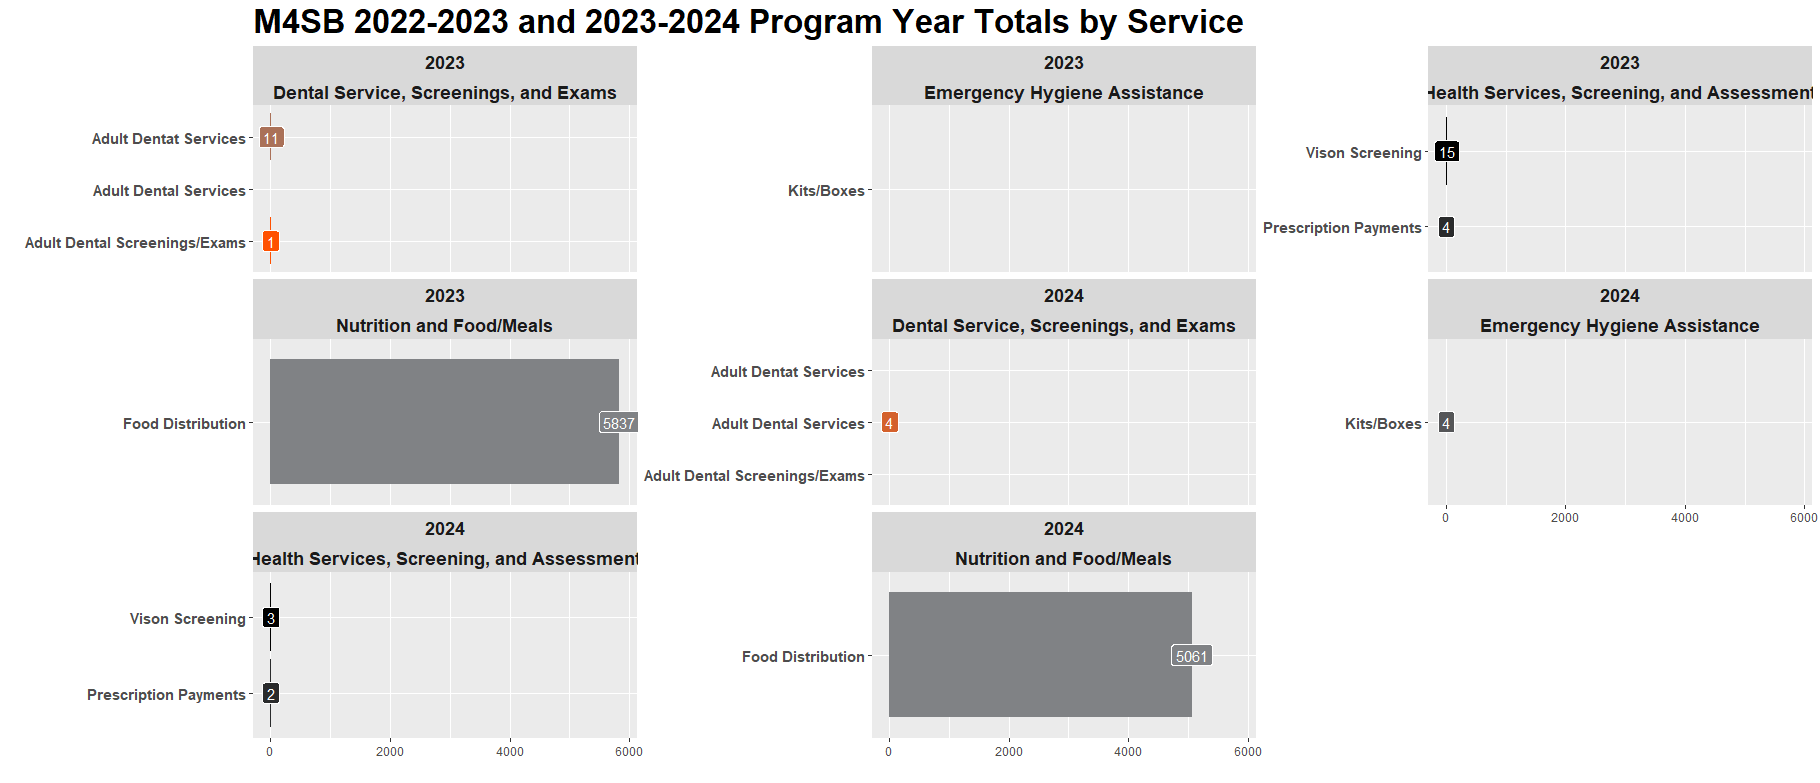 M4SB 2022-2023 and 2023-2024 Program Year Totals by Service
2023
Dental Service, Screenings, and Exams
Adult Dentat Services
11
Adult Dental Services
Adult Dental Screenings/Exams
1
2023
Emergency Hygiene Assistance
Kits/Boxes
2023
Health Services, Screening, and Assessment
Vison Screening
15
Prescription Payments
4
2023
Nutrition and Food/Meals
Food Distribution
5837
2024
Dental Service, Screenings, and Exams
Adult Dentat Services
Adult Dental Services
4
Adult Dental Screenings/Exams
2024
Emergency Hygiene Assistance
Kits/Boxes
4
0 2000 4000 6000
2024
Health Services, Screening, and Assessment
Vison Screening
3
Prescription Payments
2
0 2000 4000 6000
2024
Nutrition and Food/Meals
Food Distribution
5061
0 2000 4000 6000